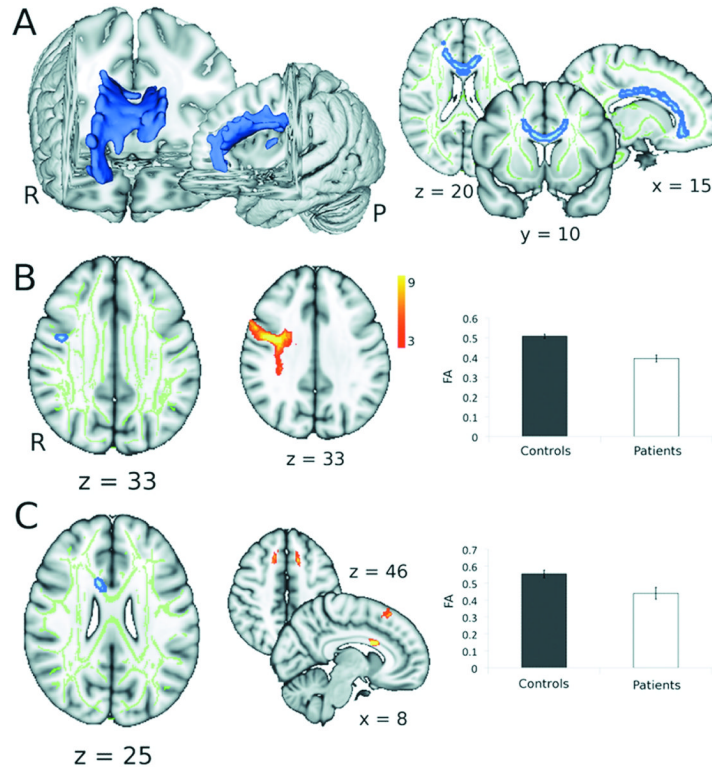 A
R
P
z = 20
x = 15
y = 10
B
R
z = 33
9
3
z = 33
0.6
0.5
0.4
0.3
0.2
0.1
0
FA
Controls
Patients
C
z = 25
z = 46
x = 8
0.7
0.6
0.5
0.4
0.3
0.2
0.1
0
FA
Controls
Patients